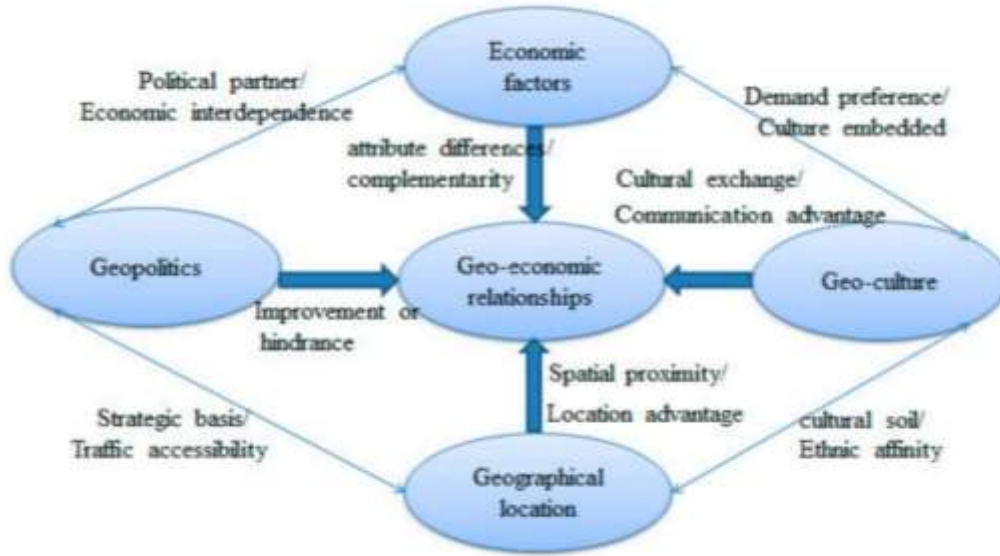 Economic
factors
Political partner/
Economic interdependence
Demand preference/
Culture embedded
attribute differences/
complementarity
Cultural exchange/
Communication advantage
Geopolitics
Geo-economic
relationships
Geo-culture
Improvement or
hindrance
Spatial proximity/
Location advantage
Strategic basis/
Traffic accessibility
cultural soil/
Ethnic affinity
Geographical
location